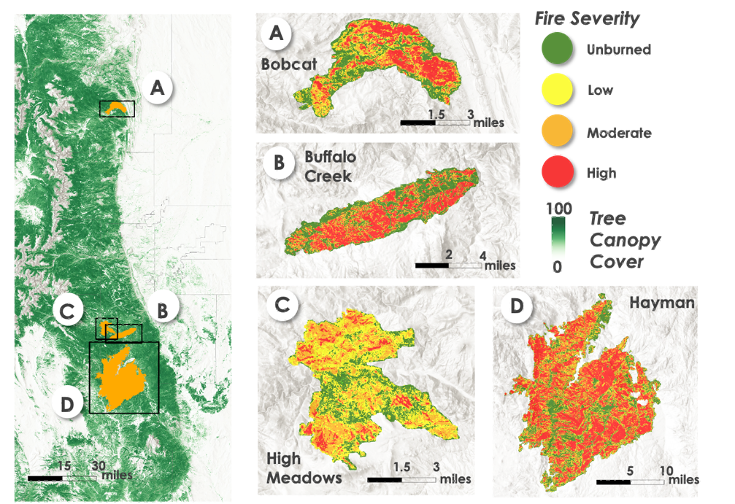 A
C
B
D
15 30
miles
A
Bobcat
1.5 3
miles
B
Buffalo
Creek
2 4
miles
C
High
Meadows
1.5 3
miles
D
Hayman
5 10
miles
Fire Severity
Unburned
Low
Moderate
High
100
0
Tree
Canopy
Cover